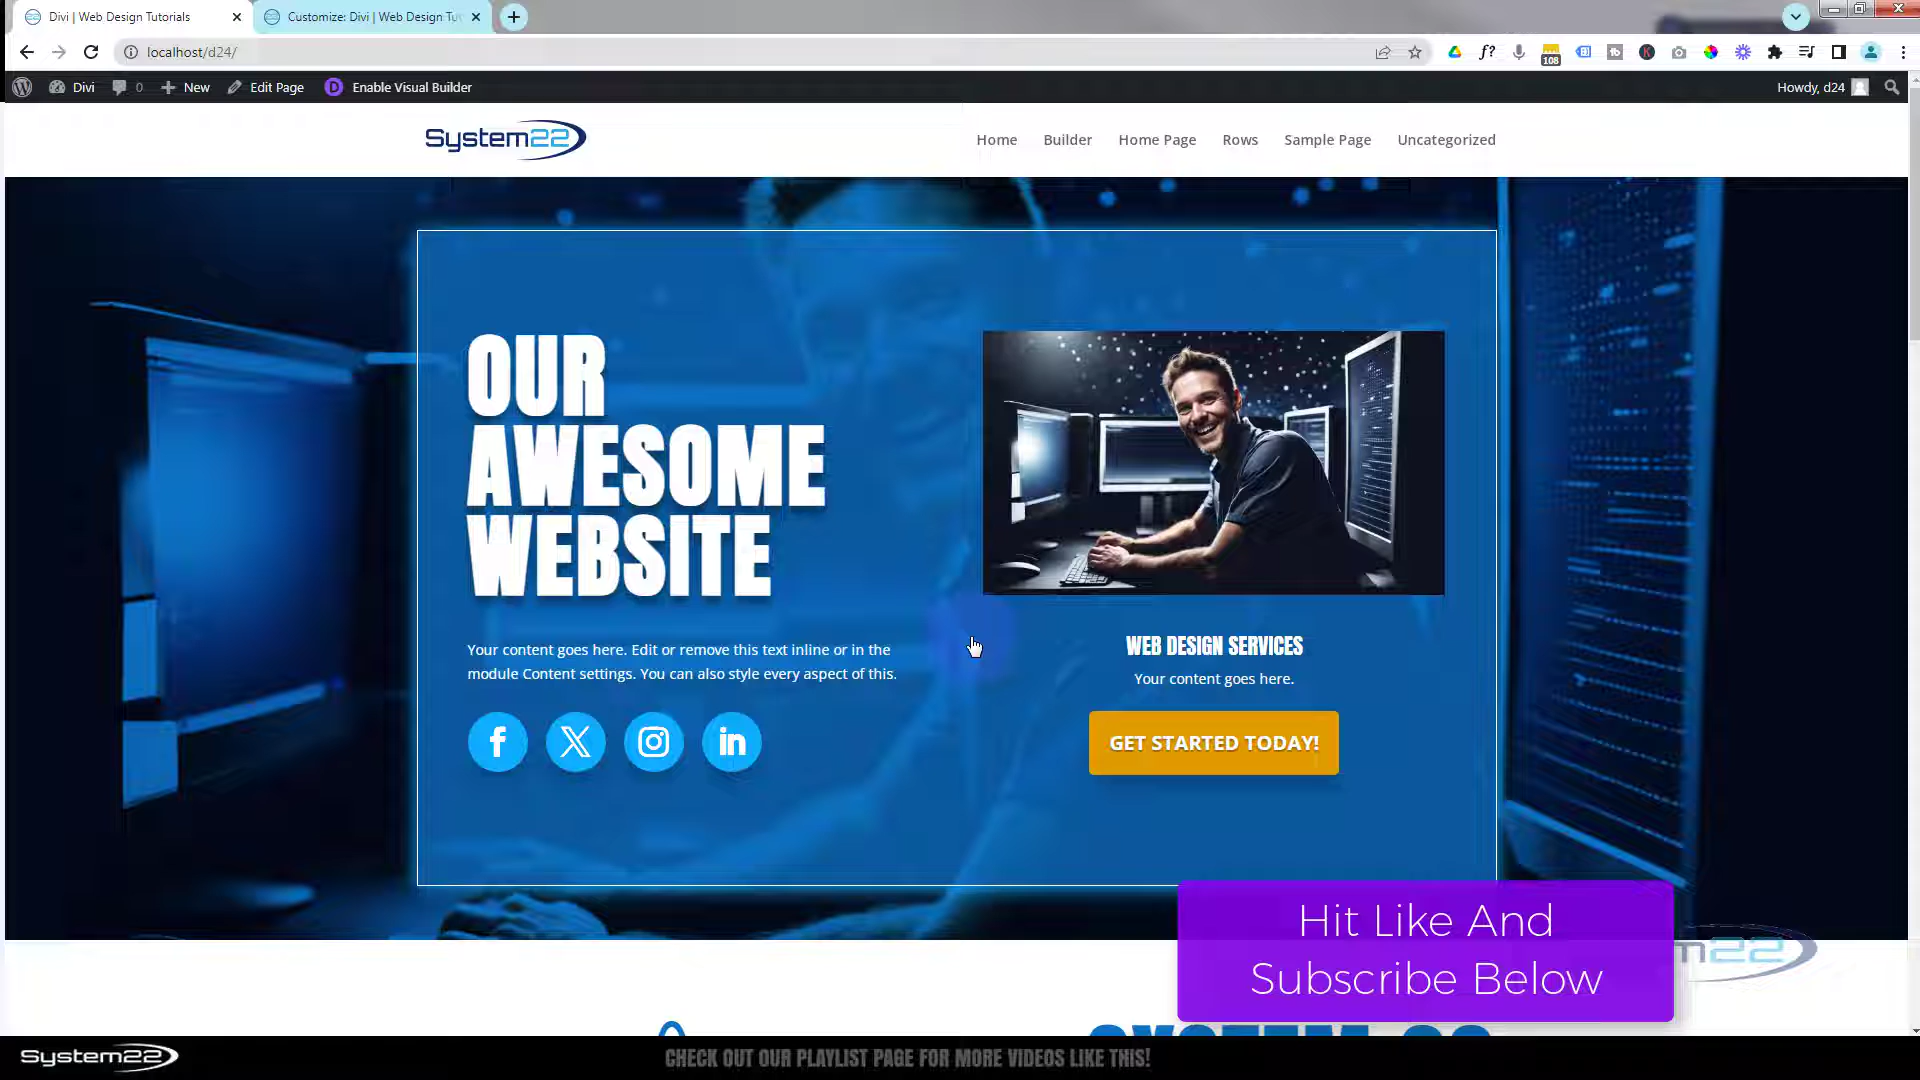 Divi | Web Design Tutorials
Customize: Divi | Web Design Tu
localhost/d24/
108
Divi 0 New Edit Page D Enable Visual Builder Howdy, d24
System22 Home Builder Home Page Rows Sample Page Uncategorized
OUR
AWESOME
WEBSITE
Your content goes here. Edit or remove this text inline or in the
module Content settings. You can also style every aspect of this.
WEB DESIGN SERVICES
Your content goes here.
GET STARTED TODAY!
Hit Like And
Subscribe Below
m22
System22
CHECK OUT OUR PLAYLIST PAGE FOR MORE VIDEOS LIKE THIS!